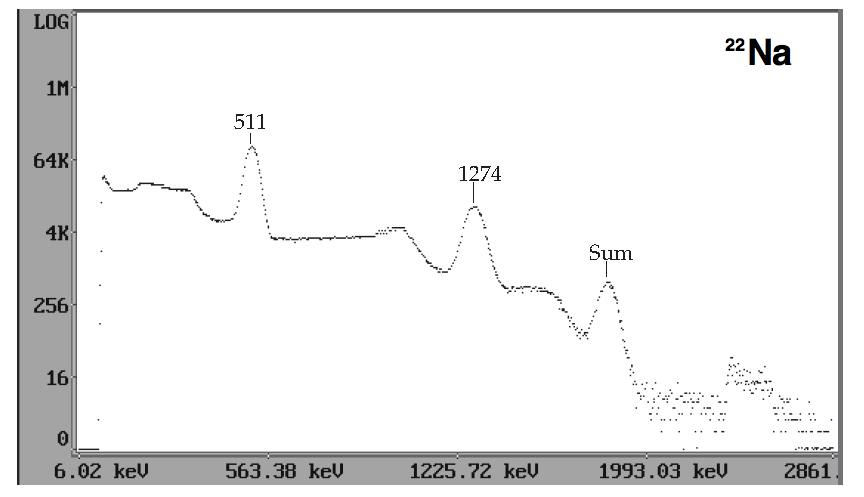 LOG
²²Na
1M
511
64K
1274
4K
Sum
256
16
0
6.02 keV 563.38 keV 1225.72 keV 1993.03 keV 2861.